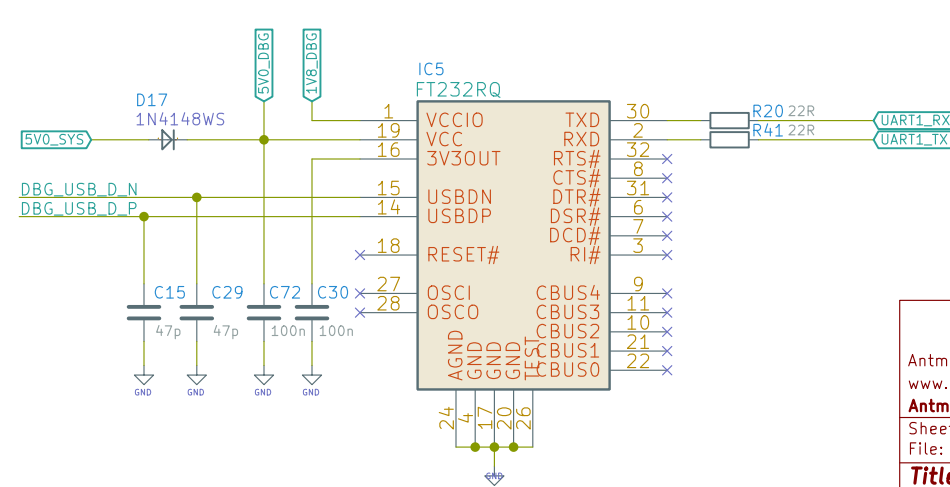 5V0_DBG
1V8_DBG
IC5
FT232RQ
D17
1N4148WS
5V0_SYS
1 VCCIO TXD 30 R20 22R UART1_RX
19 VCC RXD 2 R41 22R UART1_TX
16 3V3OUT RTS# 32
CTS# 8
DBG_USB_D_N 15 USBDN DTR# 31
DBG_USB_D_P 14 USBDP DSR# 6
DCD# 7
18 RESET# RI# 3
C15 C29 C72 C30 27 OSCI CBUS4 9
28 OSCO CBUS3 11
47p 47p 100n 100n CBUS2 10
CBUS1 21
CBUS0 22
AGND GND GND GND TEST
24 4 17 20 26
GND GND GND GND
GND
Antm
www.
Antm
Sheet
File:
Title